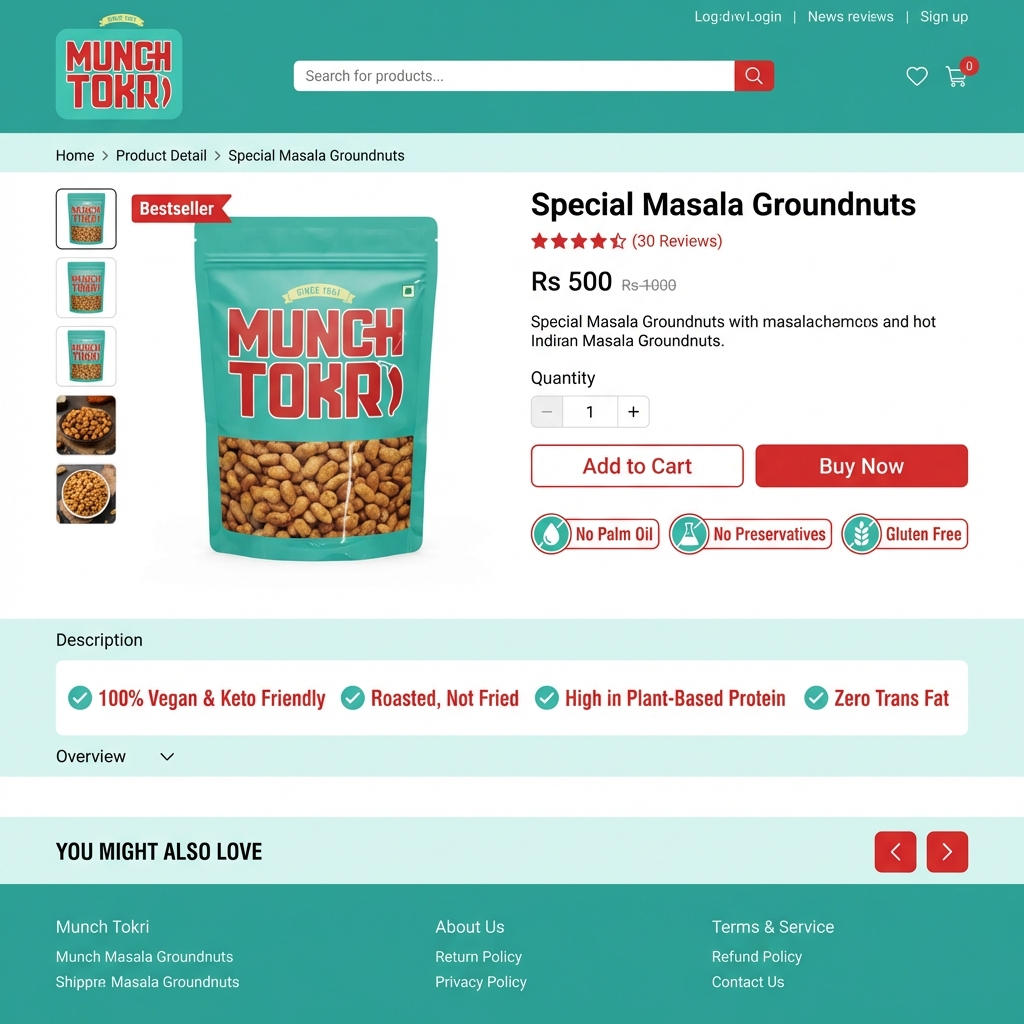 MUNCH
TOKRI
Login | News reviews | Sign up
Search for products...
0
Home > Product Detail > Special Masala Groundnuts
Bestseller
SINCE 1861
MUNCH
TOKRI
Special Masala Groundnuts
(30 Reviews)
Rs 500 Rs 1000
Special Masala Groundnuts with and hot
Masala Groundnuts.
Quantity
− 1 +
Add to Cart
Buy Now
No Palm Oil
No Preservatives
Gluten Free
Description
100% Vegan & Keto Friendly
Roasted, Not Fried
High in Plant-Based Protein
Zero Trans Fat
Overview
YOU MIGHT ALSO LOVE
Munch Tokri
Munch Masala Groundnuts
Masala Groundnuts
About Us
Return Policy
Privacy Policy
Terms & Service
Refund Policy
Contact Us